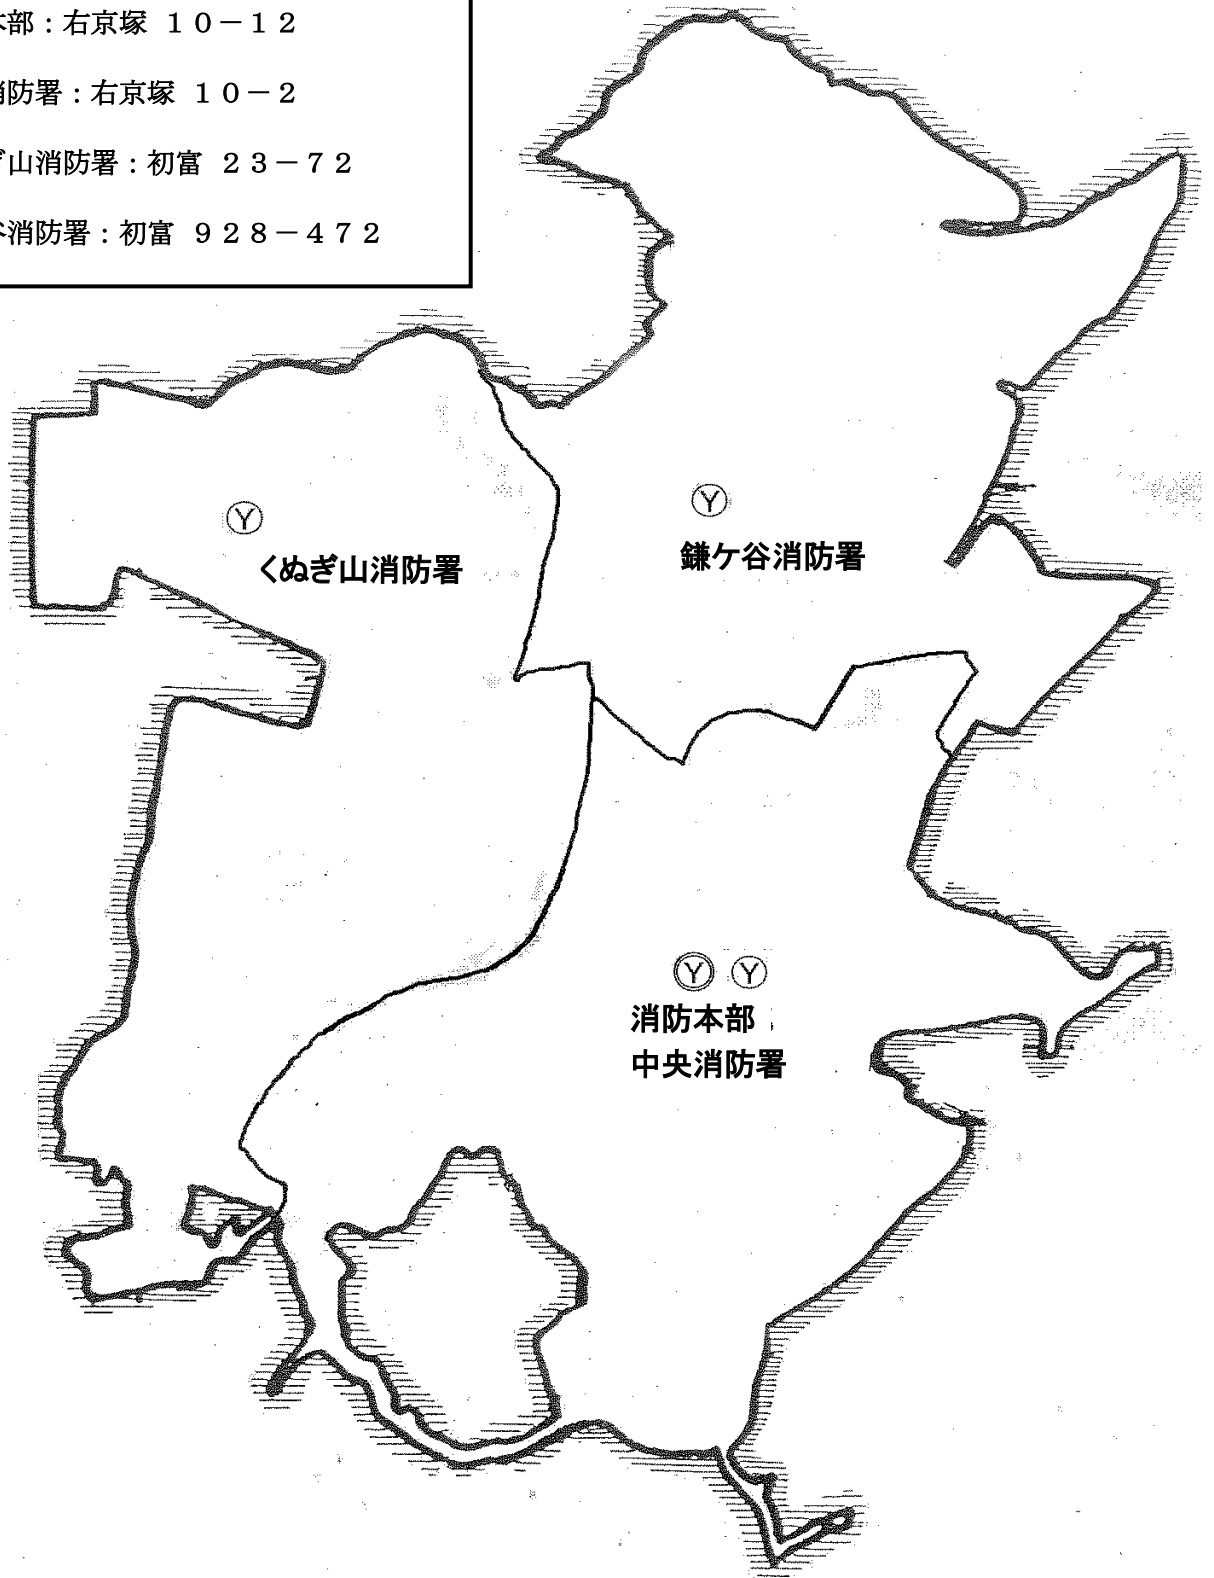 本部：右京塚 １０－１２
消防署：右京塚 １０－２
ぎ山消防署：初富 ２３－７２
谷消防署：初富 ９２８－４７２
Y
Y
くぬぎ山消防署
鎌ケ谷消防署
Y Y
消防本部
中央消防署